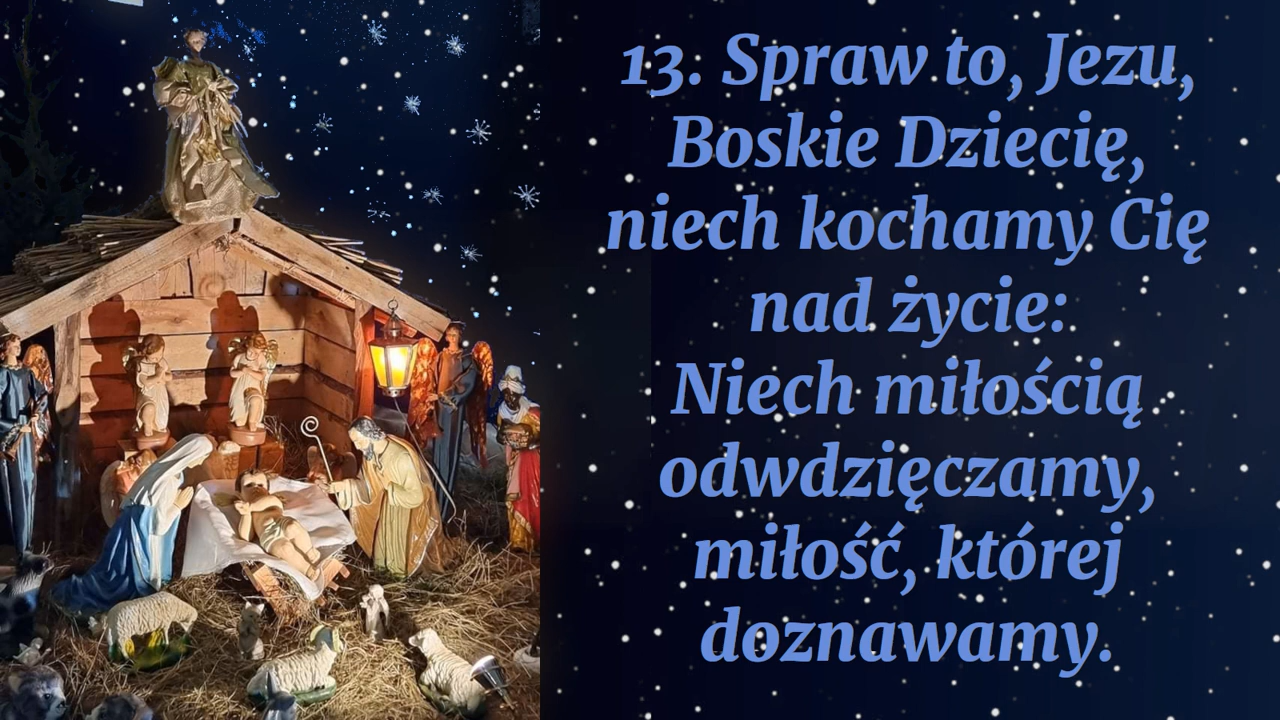 13. Spraw to, Jezu,
Boskie Dziecię,
niech kochamy Cię
nad życie:
Niech miłością
odwdzięczamy,
miłość, której
doznawamy.